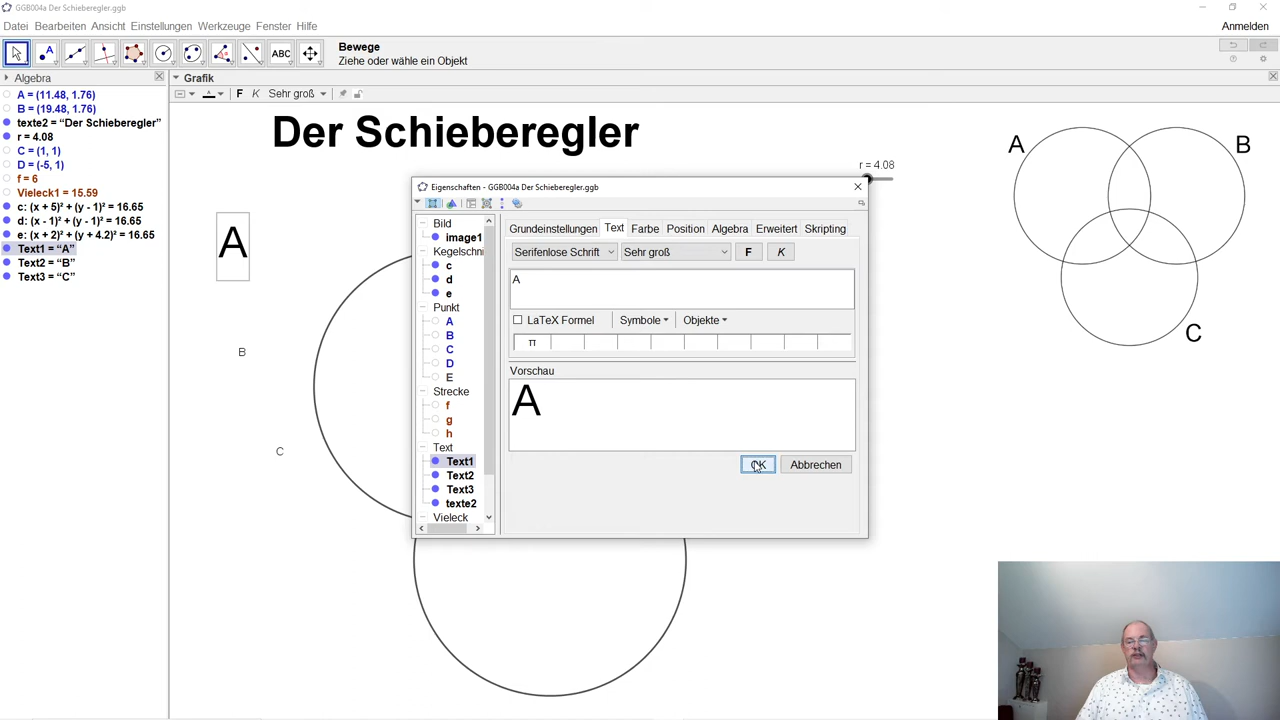 GGB004a Der Schieberegler.ggb
Datei Bearbeiten Ansicht Einstellungen Werkzeuge Fenster Hilfe
Anmelden
ABC
Bewege
Ziehe oder wähle ein Objekt
Algebra
Grafik
F K Sehr groß
A = (11.48, 1.76)
B = (19.48, 1.76)
texte2 = “Der Schieberegler”
r = 4.08
C = (1, 1)
D = (-5, 1)
f = 6
Vieleck1 = 15.59
c: (x + 5)² + (y - 1)² = 16.65
d: (x - 1)² + (y - 1)² = 16.65
e: (x + 2)² + (y + 4.2)² = 16.65
Text1 = “A”
Text2 = “B”
Text3 = “C”
Der Schieberegler
r = 4.08
A
B
C
A
B
C
Eigenschaften - GGB004a Der Schieberegler.ggb
Bild
image1
Kegelschni
c
d
e
Punkt
A
B
C
D
E
Strecke
f
g
h
Text
Text1
Text2
Text3
texte2
Vieleck
Grundeinstellungen Text Farbe Position Algebra Erweitert Skripting
Serifenlose Schrift Sehr groß F K
A
LaTeX Formel Symbole Objekte
π
Vorschau
A
OK Abbrechen